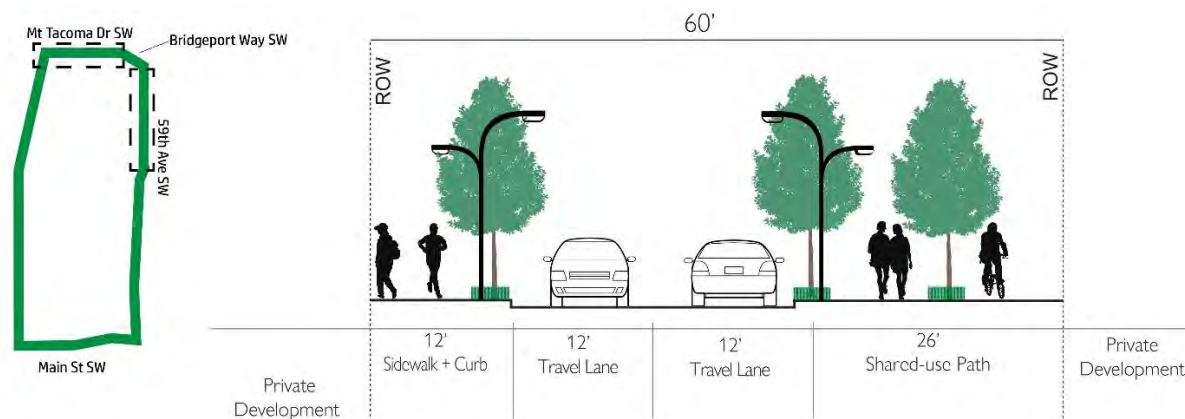 Mt Tacoma Dr SW
Bridgeport Way SW
59th Ave SW
Main St SW
60'
ROW
ROW
12'
Sidewalk + Curb
12'
Travel Lane
12'
Travel Lane
26'
Shared-use Path
Private
Development
Private
Development